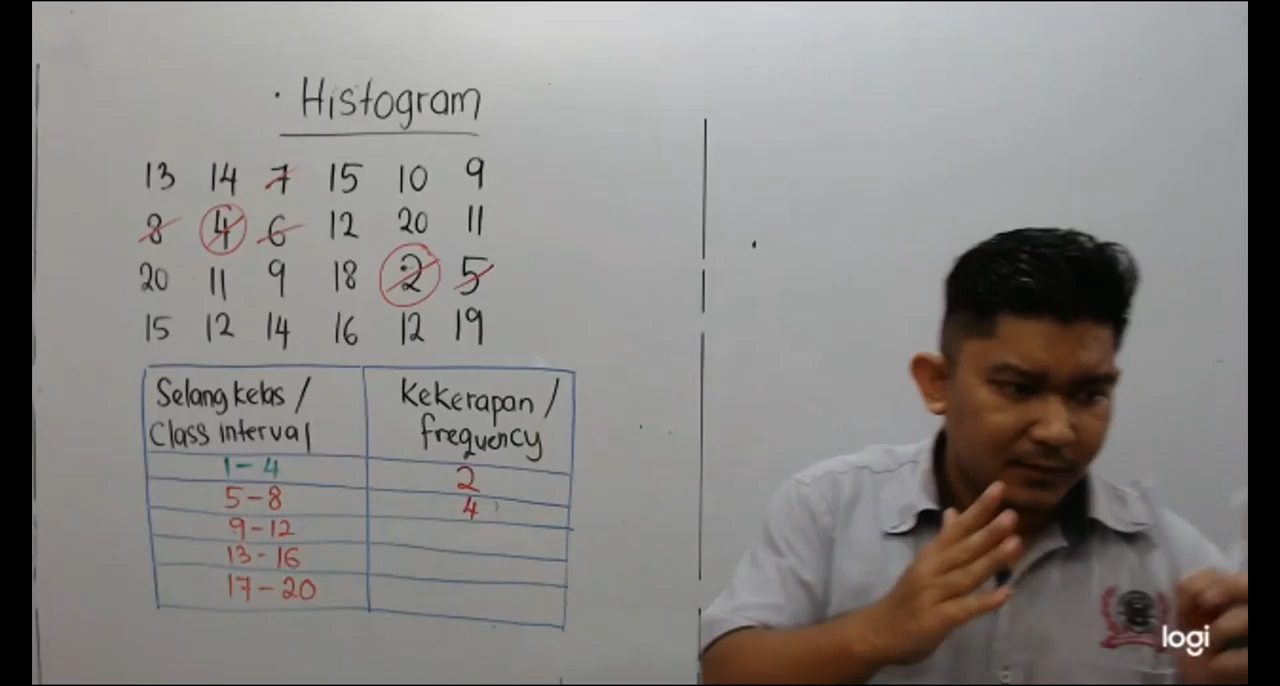 Histogram
13 14 7 15 10 9
8 4 6 12 20 11
20 11 9 18 2 5
15 12 14 16 12 19
Selang kelas / Kekerapan /
Class interval frequency
1-4 2
5-8 4
9-12
13-16
17-20
logi